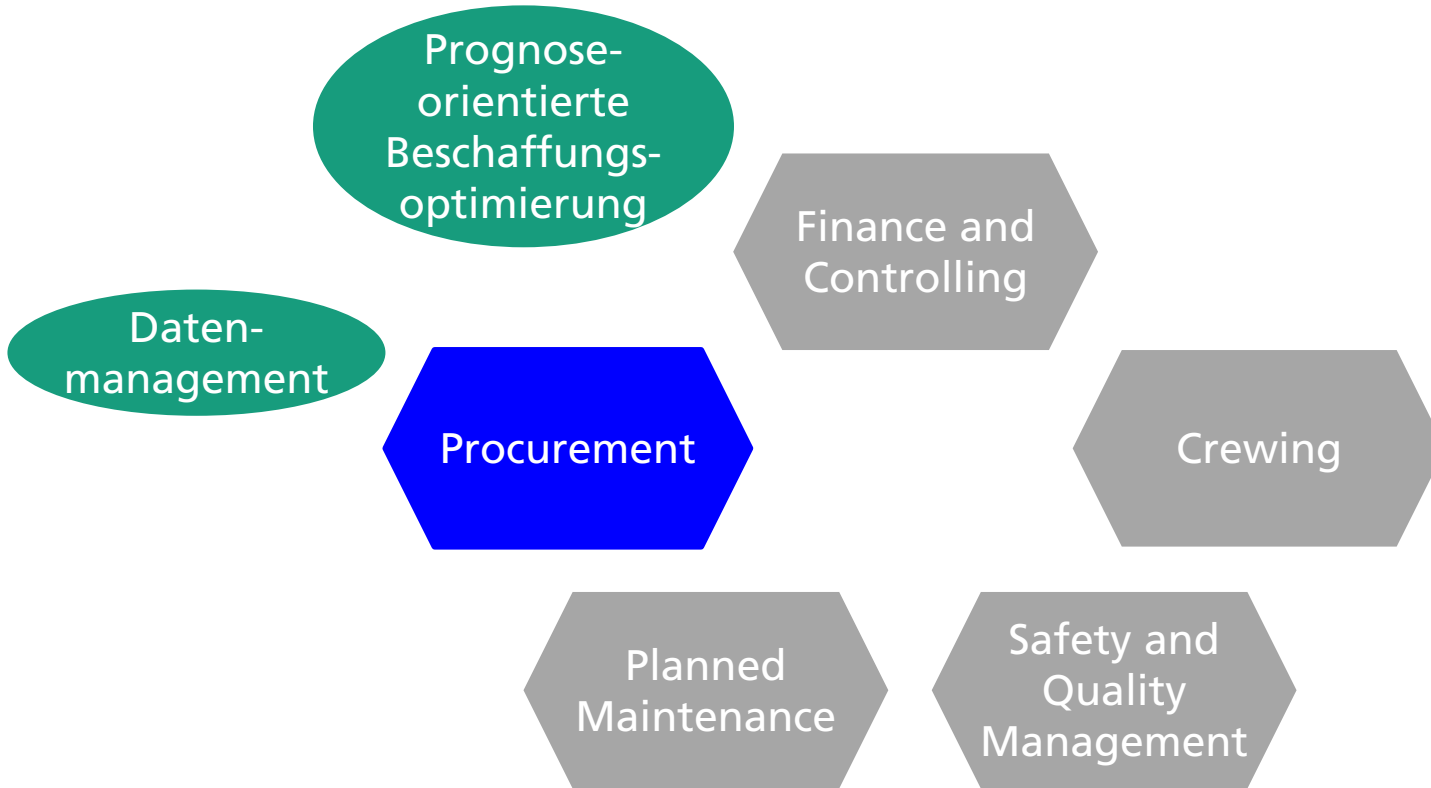 Prognose-
orientierte
Beschaffungs-
optimierung
Finance and
Controlling
Daten-
management
Procurement
Crewing
Planned
Maintenance
Safety and
Quality
Management